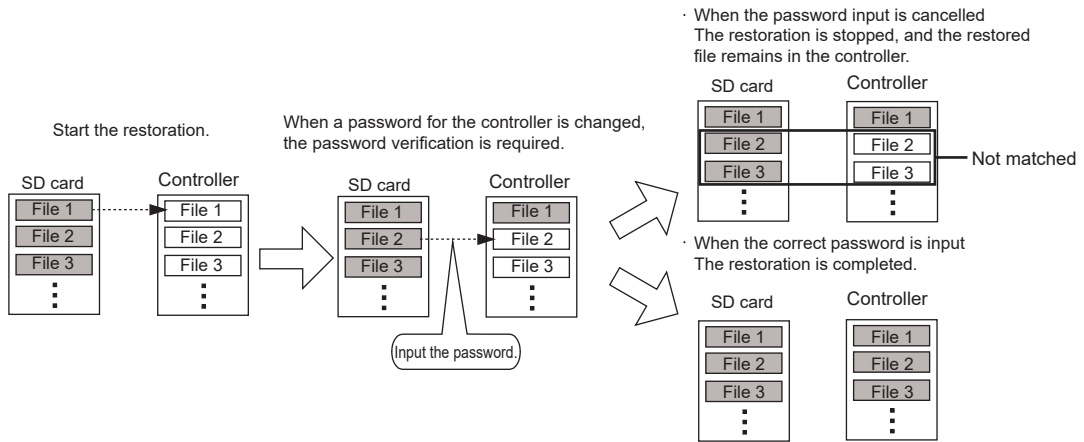 Start the restoration.
SD card
Controller
File 1
File 1
File 2
File 2
File 3
File 3
When a password for the controller is changed,
the password verification is required.
SD card
Controller
File 1
File 1
File 2
File 2
File 3
File 3
Input the password.
· When the password input is cancelled
The restoration is stopped, and the restored
file remains in the controller.
SD card
Controller
File 1
File 1
File 2
File 2
File 3
File 3
Not matched
· When the correct password is input
The restoration is completed.
SD card
Controller
File 1
File 1
File 2
File 2
File 3
File 3